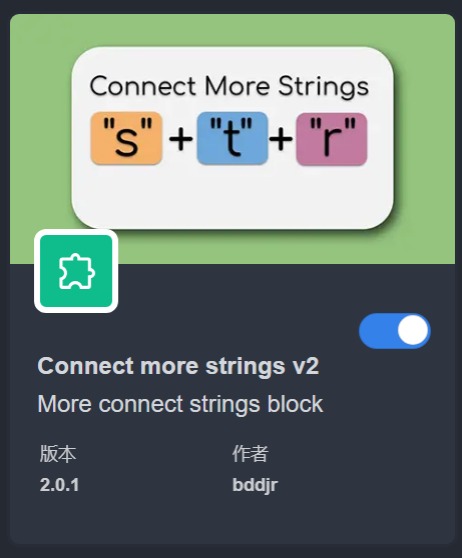 Connect More Strings
"s" + "t" + "r"
Connect more strings v2
More connect strings block
版本 作者
2.0.1 bddjr